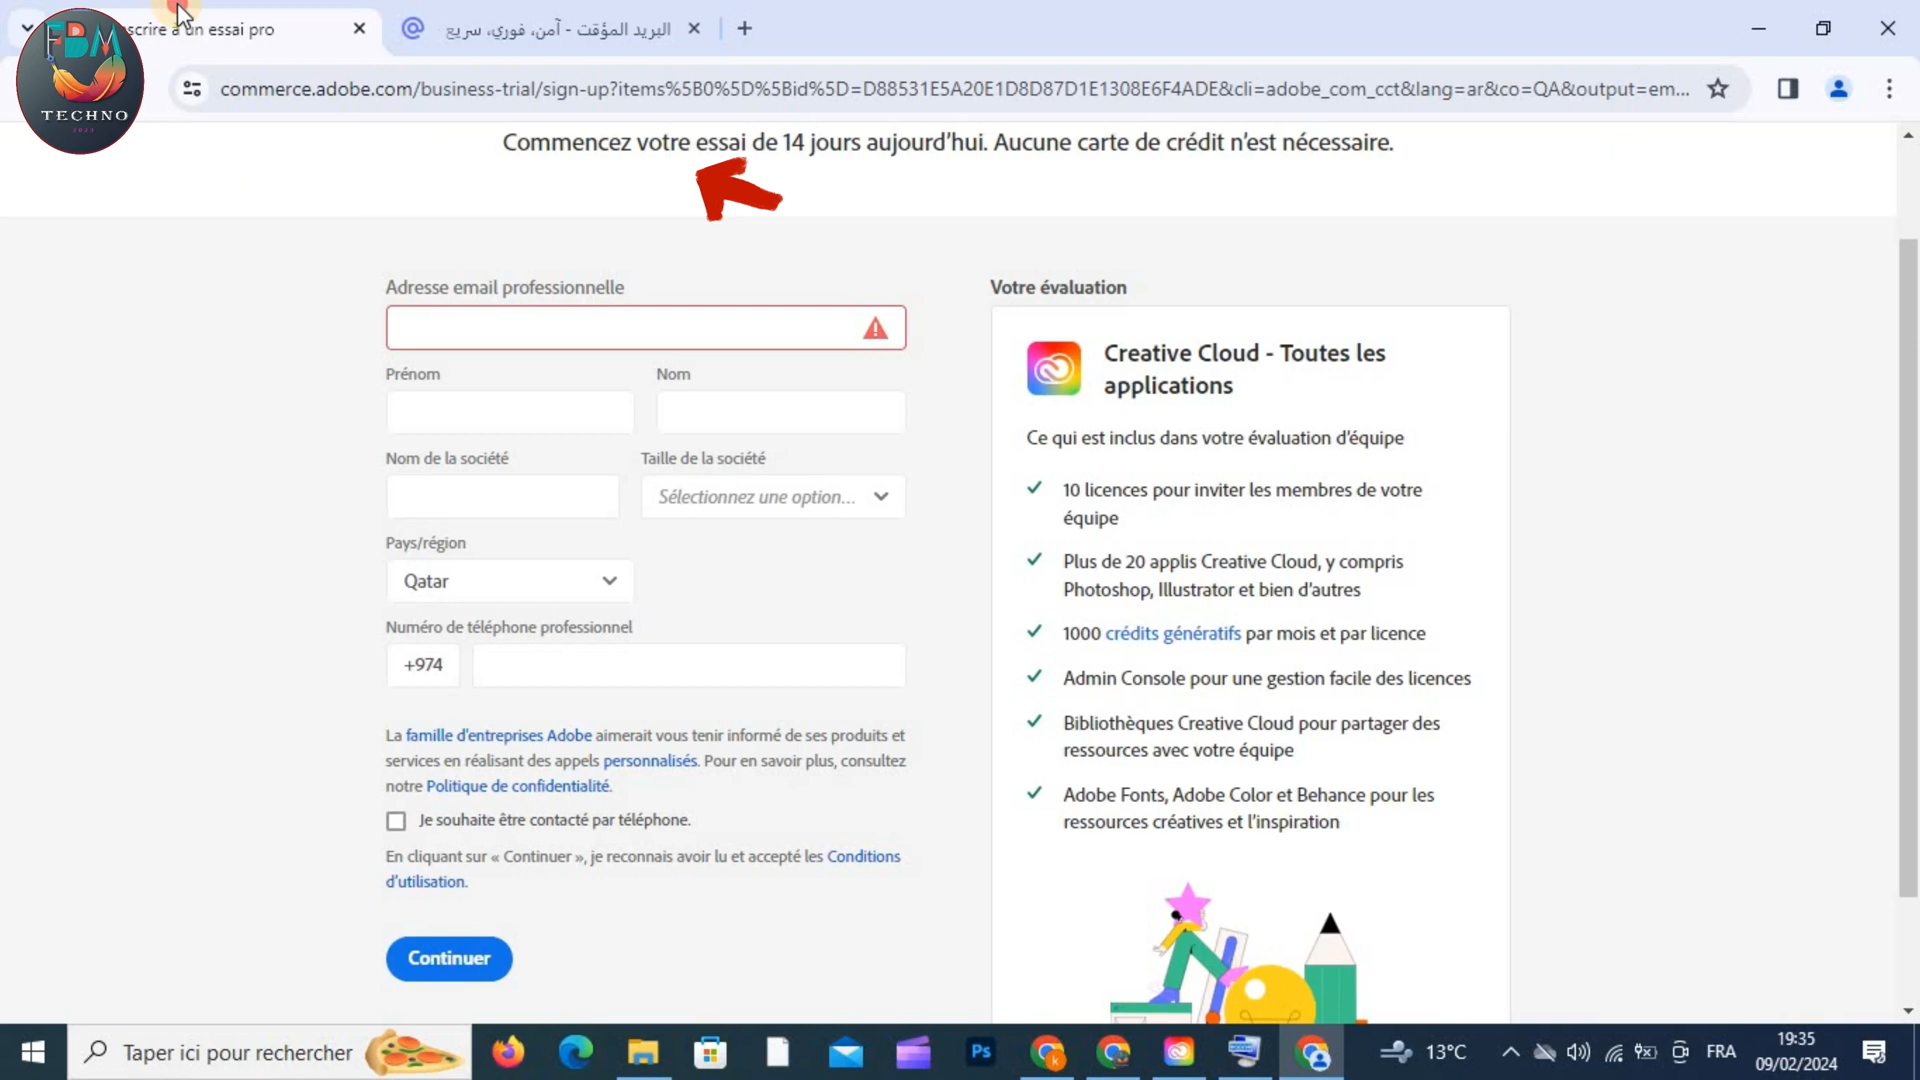 FBM
TECHNO
2023
scrire à un essai pro
البريد المؤقت - آمن، فوري، سريع
commerce.adobe.com/business-trial/sign-up?items%5B0%5D%5Bid%5D=D88531E5A20E1D8D87D1E1308E6F4ADE&cli=adobe_com_cct&lang=ar&co=QA&output=em...
Commencez votre essai de 14 jours aujourd’hui. Aucune carte de crédit n’est nécessaire.
Adresse email professionnelle
Prénom
Nom
Nom de la société
Taille de la société
Sélectionnez une option...
Pays/région
Qatar
Numéro de téléphone professionnel
+974
La famille d'entreprises Adobe aimerait vous tenir informé de ses produits et
services en réalisant des appels personnalisés. Pour en savoir plus, consultez
notre Politique de confidentialité.
Je souhaite être contacté par téléphone.
En cliquant sur « Continuer », je reconnais avoir lu et accepté les Conditions
d'utilisation.
Continuer
Votre évaluation
Creative Cloud - Toutes les
applications
Ce qui est inclus dans votre évaluation d’équipe
10 licences pour inviter les membres de votre
équipe
Plus de 20 applis Creative Cloud, y compris
Photoshop, Illustrator et bien d’autres
1000 crédits génératifs par mois et par licence
Admin Console pour une gestion facile des licences
Bibliothèques Creative Cloud pour partager des
ressources avec votre équipe
Adobe Fonts, Adobe Color et Behance pour les
ressources créatives et l’inspiration
Taper ici pour rechercher
Ps
k
13°C
FRA
19:35
09/02/2024